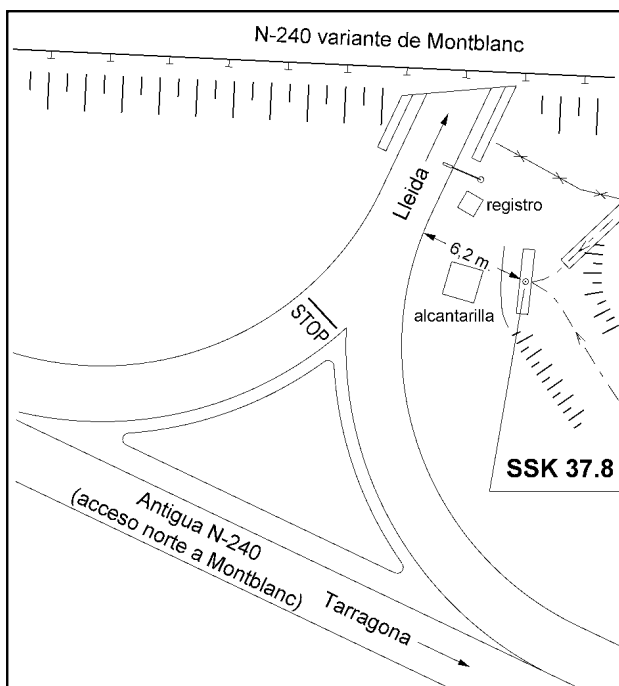 N-240 variante de Montblanc
Lleida
registro
6,2 m.
alcantarilla
STOP
SSK 37.8
Antigua N-240
(acceso norte a Montblanc)
Tarragona